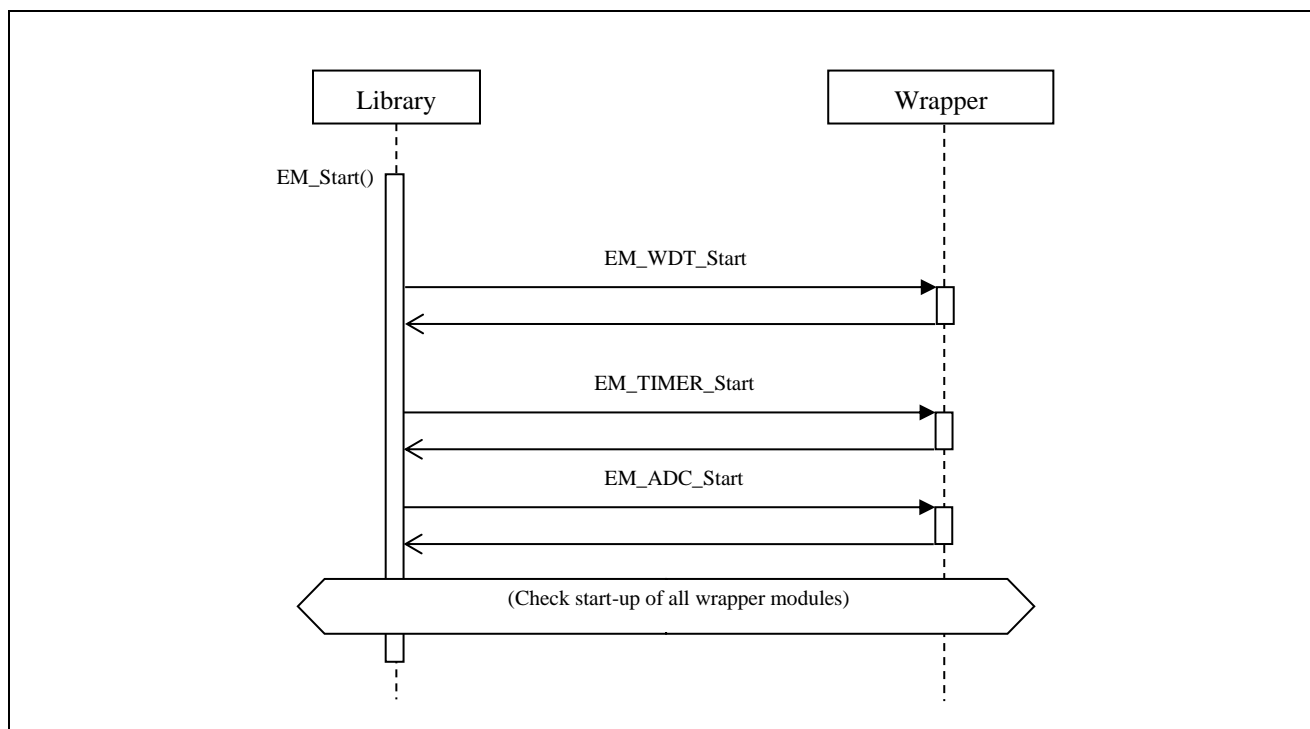 Library
Wrapper
EM_Start()
EM_WDT_Start
EM_TIMER_Start
EM_ADC_Start
(Check start-up of all wrapper modules)